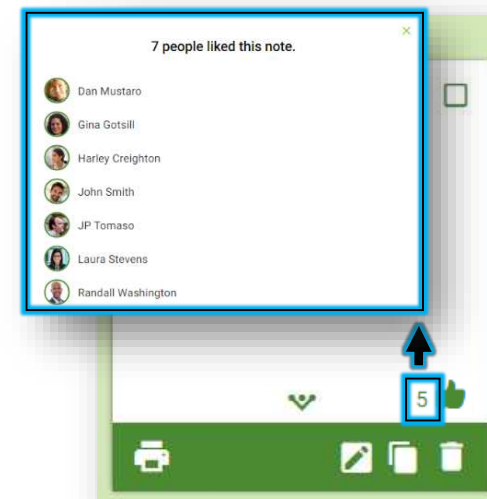 7 people liked this note.
Dan Mustaro
Gina Gotsill
Harley Creighton
John Smith
JP Tomaso
Laura Stevens
Randall Washington
5